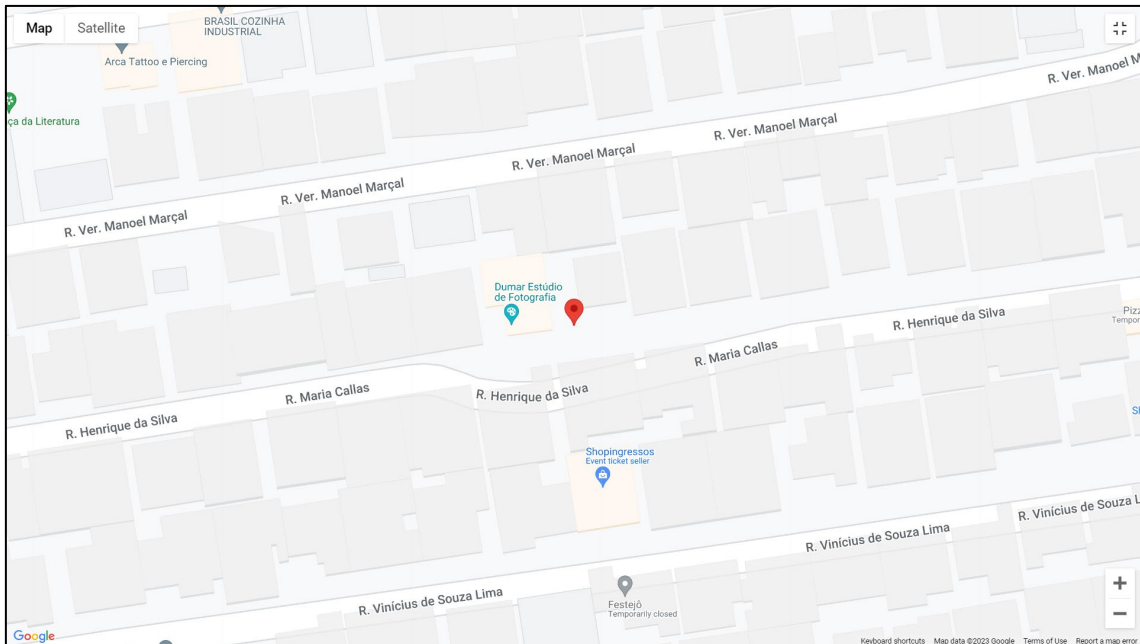 Map Satellite
BRASIL COZINHA
INDUSTRIAL
Arca Tattoo e Piercing
ça da Literatura
R. Ver. Manoel M
R. Ver. Manoel Marçal
R. Ver. Manoel Marçal
R. Ver. Manoel Marçal
R. Ver. Manoel Marçal
Dumar Estúdio
de Fotografia
R. Henrique da Silva
Pizz
Tempor
R. Maria Callas
R. Maria Callas
R. Henrique da Silva
R. Henrique da Silva
Sh
Shopingressos
Event ticket seller
R. Vinícius de Souza L
R. Vinícius de Souza Lima
R. Vinícius de Souza Lima
Festejô
Temporarily closed
Google
Keyboard shortcuts Map data ©2023 Google Terms of Use Report a map error